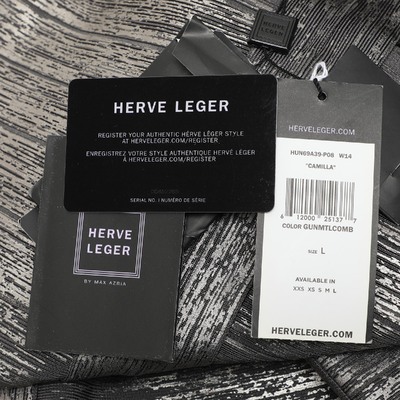 HERVE
LEGER
HERVE LEGER
REGISTER YOUR AUTHENTIC HERVÉ LÉGER STYLE
AT HERVELEGER.COM/REGISTER
ENREGISTREZ VOTRE STYLE AUTHENTIQUE HERVÉ LÉGER
À HERVELEGER.COM/REGISTER
SERIAL NO. I NUMÉRO DE SÉRIE
HERVE
LEGER
BY MAX AZRIA
HERVELEGER.COM
HUN69A39-P08 W14
"CAMILLA"
6 12000 25137 7
COLOR GUNMTLCOMB
SIZE L
AVAILABLE IN
XXS XS S M L
HERVELEGER.COM